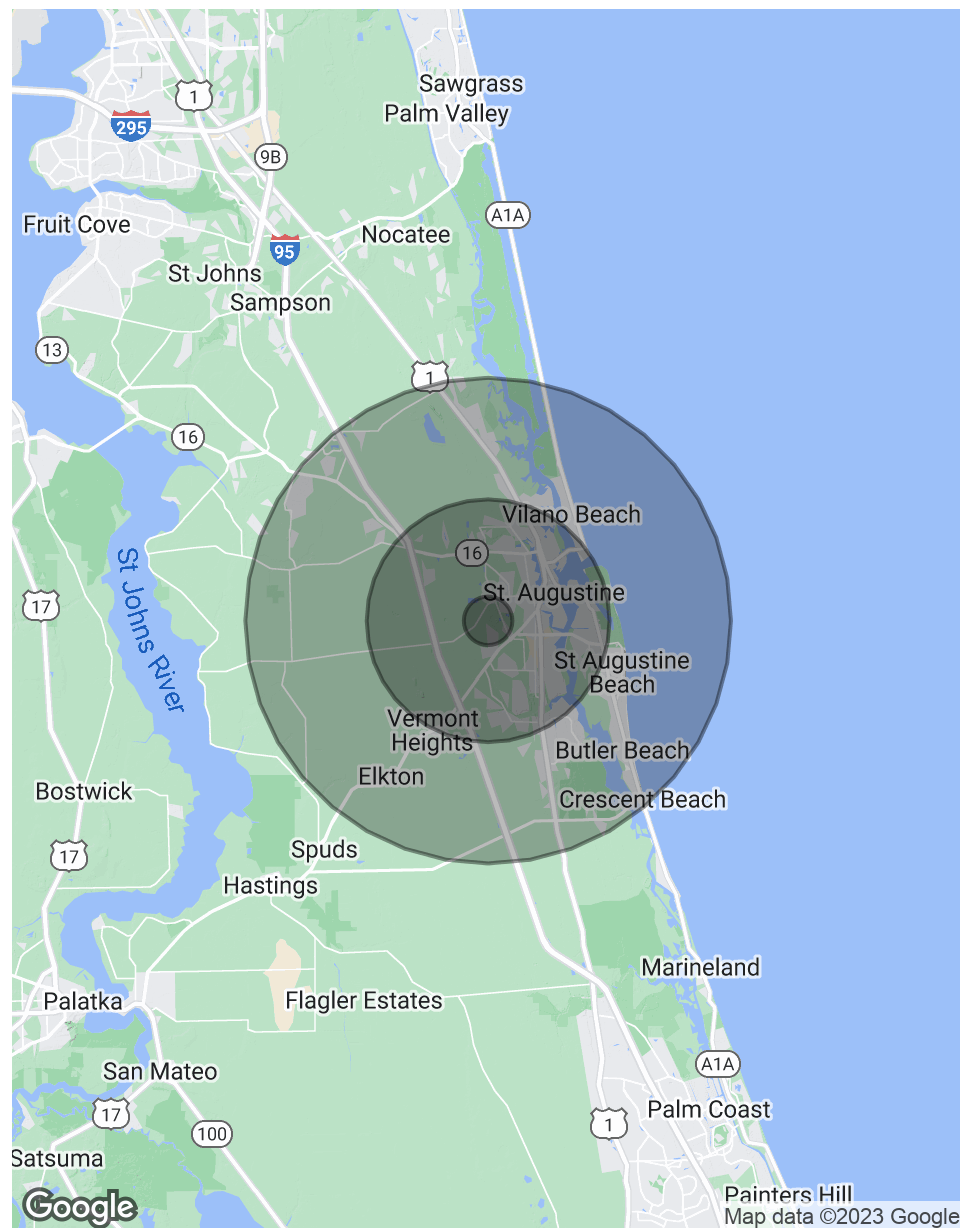 Sawgrass
Palm Valley
1
295
9B
A1A
Fruit Cove
Nocatee
95
St Johns
Sampson
13
1
16
Vilano Beach
16
St. Augustine
17
St Johns River
St Augustine
Beach
Vermont
Heights
Butler Beach
Elkton
Bostwick
Crescent Beach
17
Spuds
Hastings
Marineland
Palatka
Flagler Estates
San Mateo
A1A
17
Palm Coast
1
100
Satsuma
Painters Hill
Google
Map data ©2023 Google